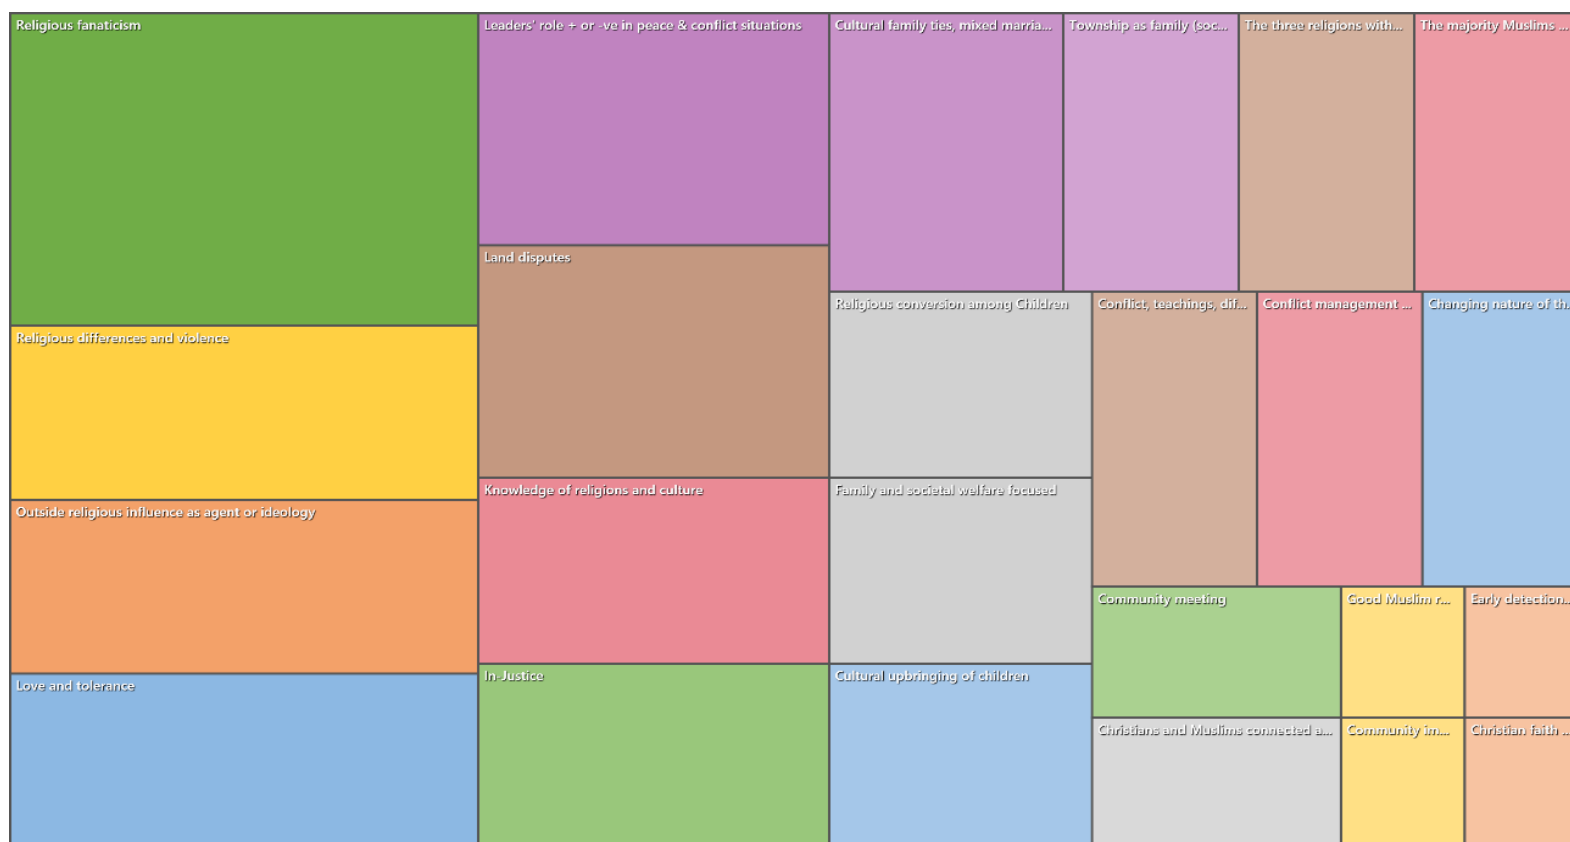 Religious fanaticism
Leaders' role + or -ve in peace & conflict situations
Cultural family ties, mixed marria...
Township as family (soc...
The three religions with...
The majority Muslims ...
Land disputes
Religious conversion among Children
Conflict, teachings, dif...
Conflict management ...
Changing nature of th...
Religious differences and violence
Knowledge of religions and culture
Family and societal welfare focused
Outside religious influence as agent or ideology
Community meeting
Good Muslim r...
Early detection...
Love and tolerance
In-Justice
Cultural upbringing of children
Christians and Muslims connected a...
Community im...
Christian faith ...